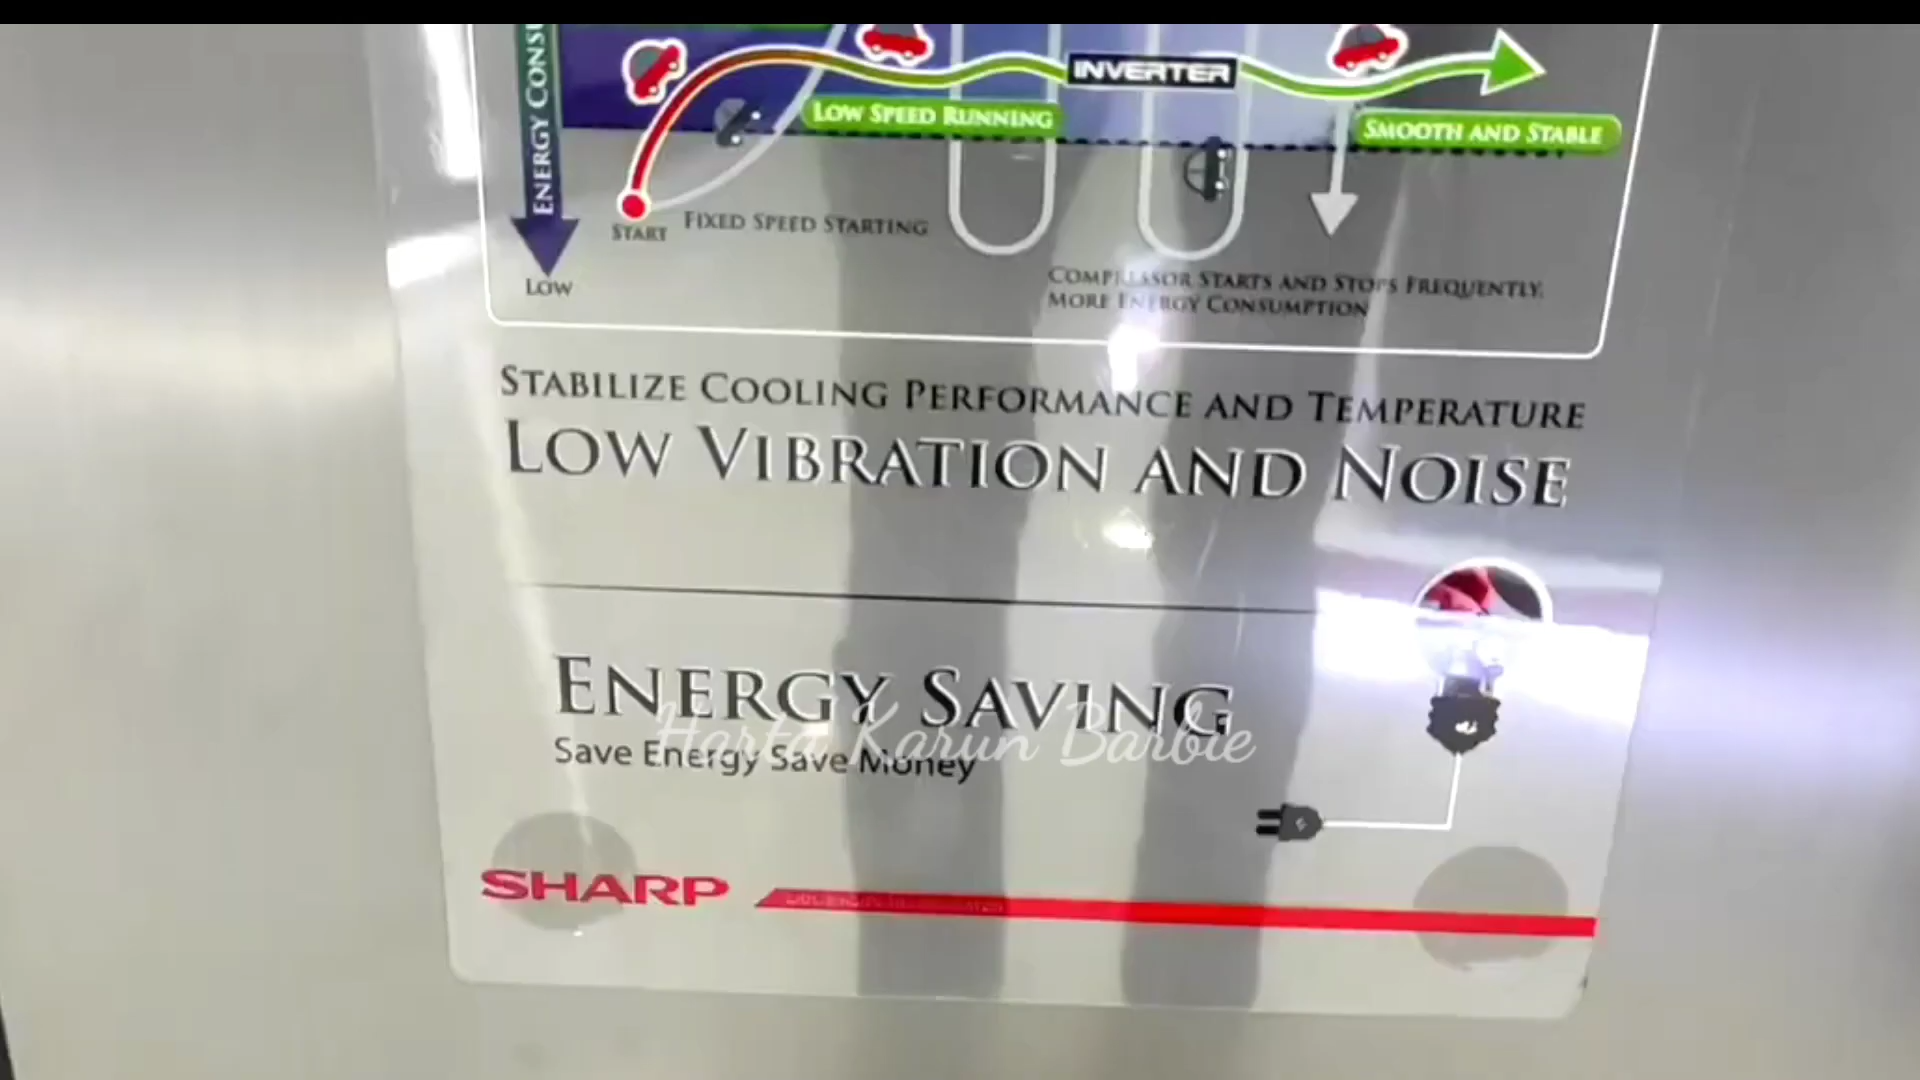 ENERGY CONSU
INVERTER
LOW SPEED RUNNING
SMOOTH AND STABLE
START
FIXED SPEED STARTING
LOW
COMPRESSOR STARTS AND STOPS FREQUENTLY,
MORE ENERGY CONSUMPTION
STABILIZE COOLING PERFORMANCE AND TEMPERATURE
LOW VIBRATION AND NOISE
ENERGY SAVING
Save Energy Save Money
Harta Karun Barbie
SHARP